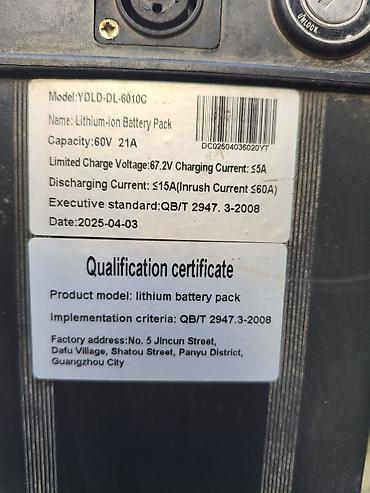 UNLOCK
Model:YDLD-DL-6010C
Name: Lithium-ion Battery Pack
Capacity:60V 21A
DC02504036020YT
Limited Charge Voltage:67.2V Charging Current: ≤5A
Discharging Current: ≤15A(Inrush Current ≤60A)
Executive standard:QB/T 2947. 3-2008
Date:2025-04-03
Qualification certificate
Product model: lithium battery pack
Implementation criteria: QB/T 2947.3-2008
Factory address:No. 5 Jincun Street,
Dafu Village, Shatou Street, Panyu District,
Guangzhou City